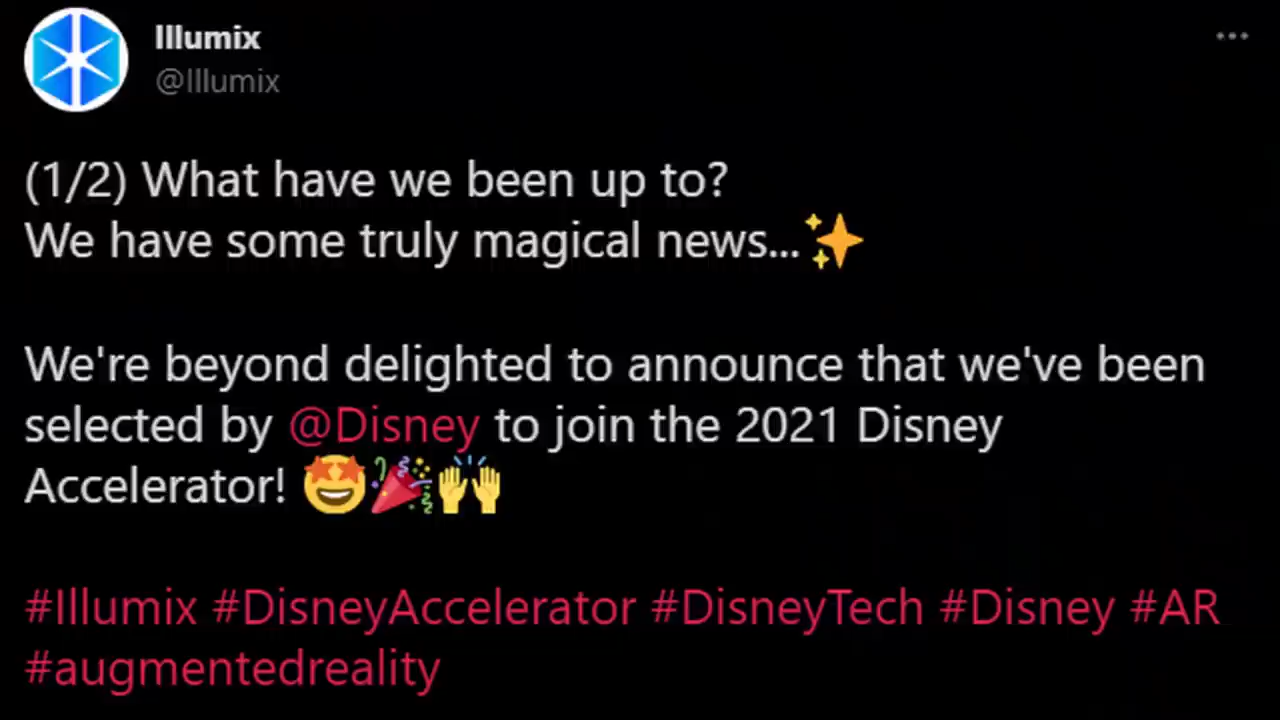 Illumix
@Illumix
(1/2) What have we been up to?
We have some truly magical news...✨
We're beyond delighted to announce that we've been
selected by @Disney to join the 2021 Disney
Accelerator! 🤩🎉🙌
#Illumix #DisneyAccelerator #DisneyTech #Disney #AR
#augmentedreality